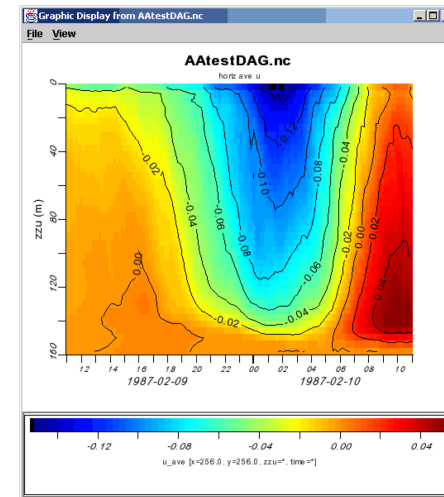 Graphic Display from AAtestDAG.nc
File View
AAtestDAG.nc
horiz ave u
0
40
80
120
160
zzu (m)
-0.02
-0.04
-0.06
-0.08
-0.10
-0.12
-0.08
-0.04
-0.02
0.00
0.02
0.04
0.00
-0.06
-0.04
-0.02
12 14 16 18 20 22 00 02 04 06 08 10
1987-02-09 1987-02-10
-0.12 -0.08 -0.04 0.00 0.04
u_ave [x=256.0, y=256.0, zzu=*, time=*]